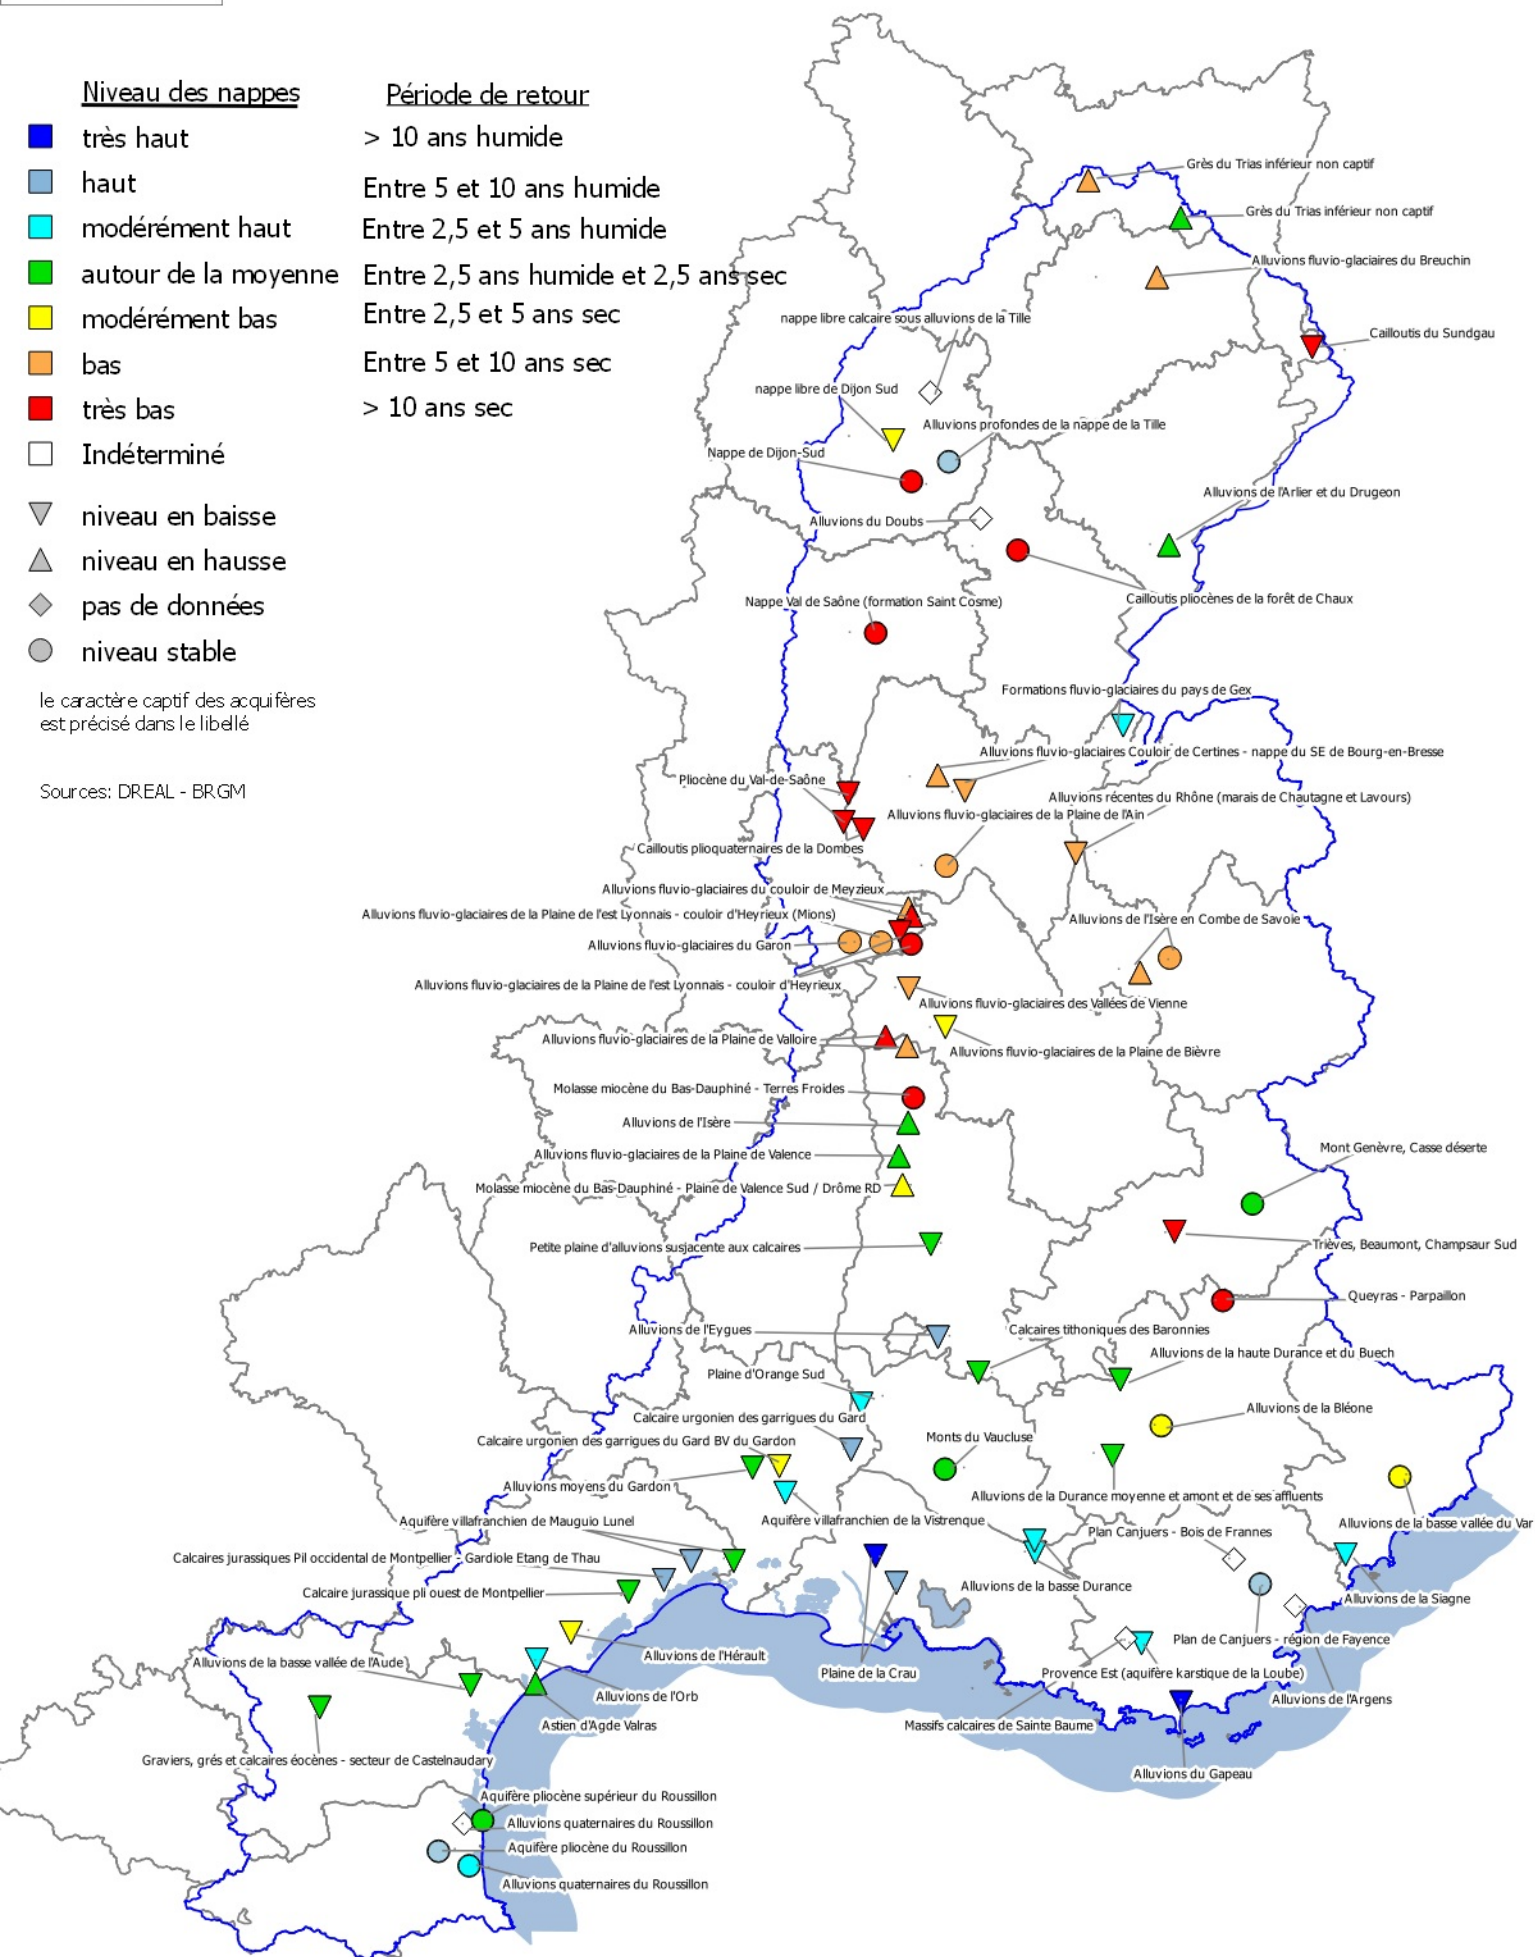 Niveau des nappes
Période de retour
très haut
> 10 ans humide
haut
Entre 5 et 10 ans humide
modérément haut
Entre 2,5 et 5 ans humide
autour de la moyenne
Entre 2,5 ans humide et 2,5 ans sec
modérément bas
Entre 2,5 et 5 ans sec
bas
Entre 5 et 10 ans sec
très bas
> 10 ans sec
Indéterminé
niveau en baisse
niveau en hausse
pas de données
niveau stable
le caractère captif des acquifères
est précisé dans le libellé
Sources: DREAL - BRGM
Grès du Trias inférieur non captif
Grès du Trias inférieur non captif
Alluvions fluvio-glaciaires du Breuchin
nappe libre calcaire sous alluvions de la Tille
Cailloutis du Sundgau
nappe libre de Dijon Sud
Alluvions profondes de la nappe de la Tille
Nappe de Dijon-Sud
Alluvions de l'Arlier et du Drugeon
Alluvions du Doubs
Cailloutis pliocènes de la forêt de Chaux
Nappe Val de Saône (formation Saint Cosme)
Formations fluvio-glaciaires du pays de Gex
Alluvions fluvio-glaciaires Couloir de Certines - nappe du SE de Bourg-en-Bresse
Pliocène du Val-de-Saône
Alluvions récentes du Rhône (marais de Chautagne et Lavours)
Alluvions fluvio-glaciaires de la Plaine de l'Ain
Cailloutis plioquaternaires de la Dombes
Alluvions fluvio-glaciaires du couloir de Meyzieux
Alluvions fluvio-glaciaires de la Plaine de l'est Lyonnais - couloir d'Heyrieux (Mions)
Alluvions de l'Isère en Combe de Savoie
Alluvions fluvio-glaciaires du Garon
Alluvions fluvio-glaciaires de la Plaine de l'est Lyonnais - couloir d'Heyrieux
Alluvions fluvio-glaciaires des Vallées de Vienne
Alluvions fluvio-glaciaires de la Plaine de Valloire
Alluvions fluvio-glaciaires de la Plaine de Bièvre
Molasse miocène du Bas-Dauphiné - Terres Froides
Alluvions de l'Isère
Mont Genèvre, Casse déserte
Alluvions fluvio-glaciaires de la Plaine de Valence
Molasse miocène du Bas-Dauphiné - Plaine de Valence Sud / Drôme RD
Petite plaine d'alluvions susjacente aux calcaires
Trièves, Beaumont, Champsaur Sud
Queyras - Parpaillon
Alluvions de l'Eygues
Calcaires tithoniques des Baronnies
Alluvions de la haute Durance et du Buech
Plaine d'Orange Sud
Alluvions de la Bléone
Calcaire urgonien des garrigues du Gard
Monts du Vaucluse
Calcaire urgonien des garrigues du Gard BV du Gardon
Alluvions moyens du Gardon
Alluvions de la Durance moyenne et amont et de ses affluents
Aquifère villafranchien de Mauguio Lunel
Aquifère villafranchien de la Vistrenque
Alluvions de la basse vallée du Var
Plan Canjuers - Bois de Frannes
Calcaires jurassiques Pil occidental de Montpellier - Gardiole Etang de Thau
Alluvions de la basse Durance
Calcaire jurassique pli ouest de Montpellier
Alluvions de la Siagne
Plan de Canjuers - région de Fayence
Alluvions de l'Hérault
Alluvions de la basse vallée de l'Aude
Plaine de la Crau
Provence Est (aquifère karstique de la Loube)
Alluvions de l'Orb
Alluvions de l'Argens
Astien d'Agde Valras
Massifs calcaires de Sainte Baume
Graviers, grés et calcaires éocènes - secteur de Castelnaudary
Alluvions du Gapeau
Aquifère pliocène supérieur du Roussillon
Alluvions quaternaires du Roussillon
Aquifère pliocène du Roussillon
Alluvions quaternaires du Roussillon